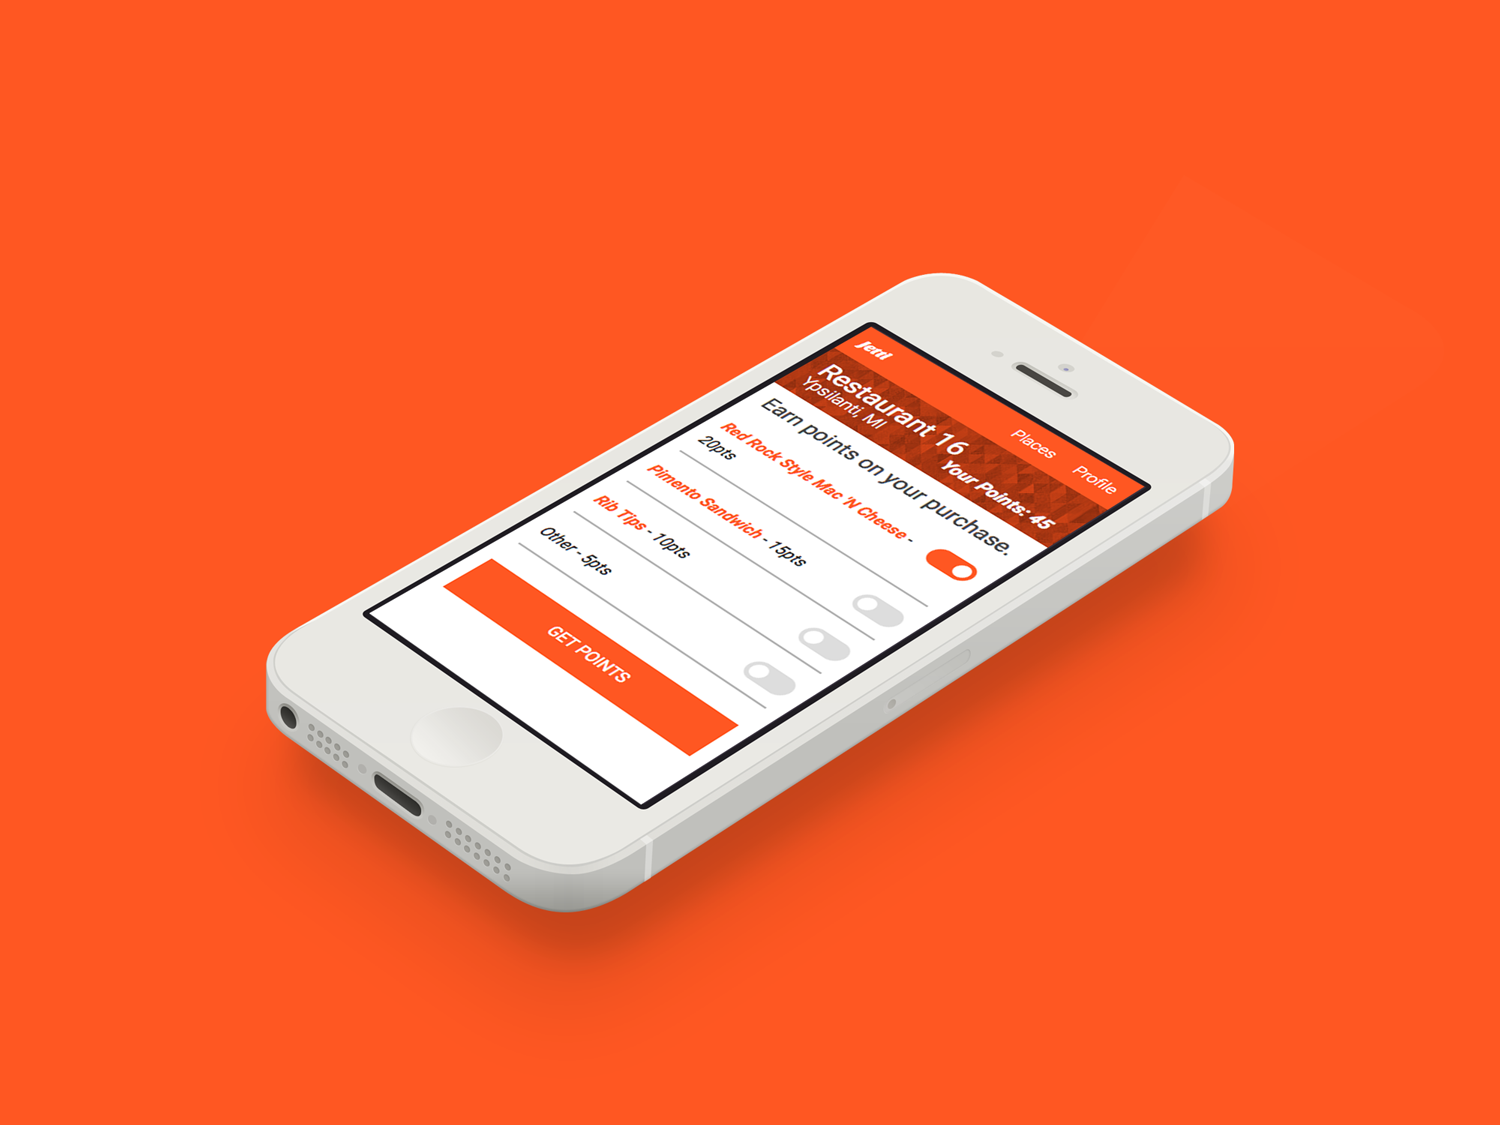 Jetti
Places
Profile
Restaurant 16
Ypsilanti, MI
Your Points: 45
Earn points on your purchase.
Red Rock Style Mac 'N Cheese -
20pts
Pimento Sandwich - 15pts
Rib Tips - 10pts
Other - 5pts
GET POINTS